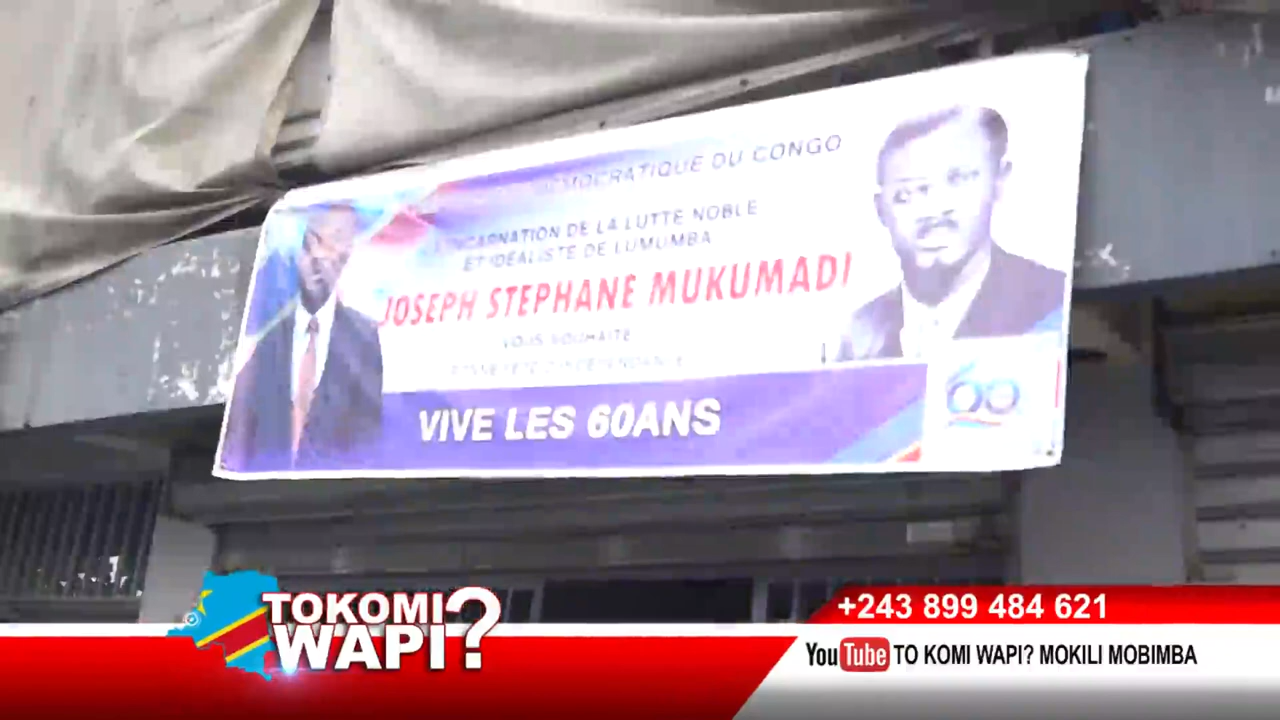 DÉMOCRATIQUE DU CONGO
INCARNATION DE LA LUTTE NOBLE
ET IDÉALISTE DE LUMUMBA
JOSEPH STEPHANE MUKUMADI
VOUS SOUHAITE
VIVE LES 60ANS
60
TOKOMI
WAPI?
+243 899 484 621
YouTube TO KOMI WAPI? MOKILI MOBIMBA